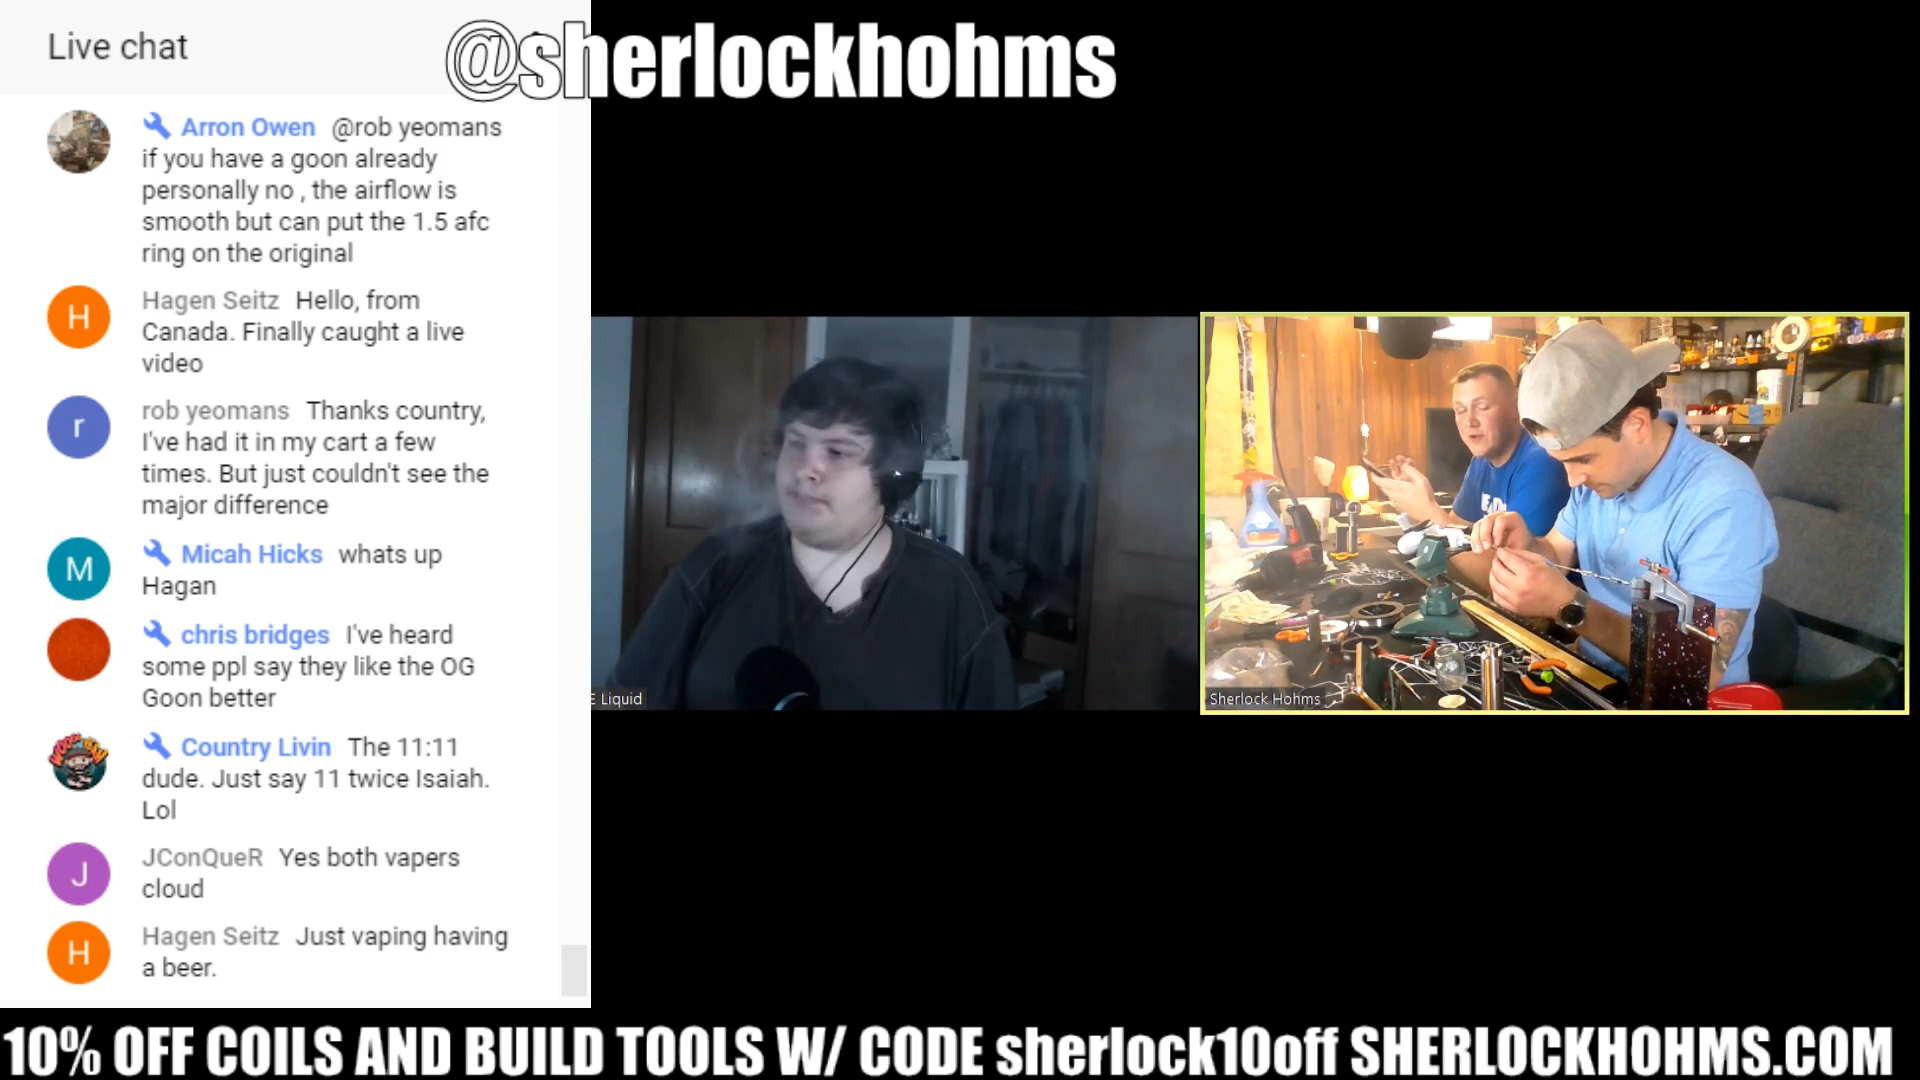 Live chat
@sherlockhohms
Arron Owen @rob yeomans
if you have a goon already
personally no , the airflow is
smooth but can put the 1.5 afc
ring on the original
H
Hagen Seitz Hello, from
Canada. Finally caught a live
video
r
rob yeomans Thanks country,
I've had it in my cart a few
times. But just couldn't see the
major difference
M
Micah Hicks whats up
Hagan
chris bridges I've heard
some ppl say they like the OG
Goon better
Country Livin The 11:11
dude. Just say 11 twice Isaiah.
Lol
J
JConQueR Yes both vapers
cloud
H
Hagen Seitz Just vaping having
a beer.
E Liquid
Sherlock Hohms
10% OFF COILS AND BUILD TOOLS W/ CODE sherlock10off SHERLOCKHOHMS.COM